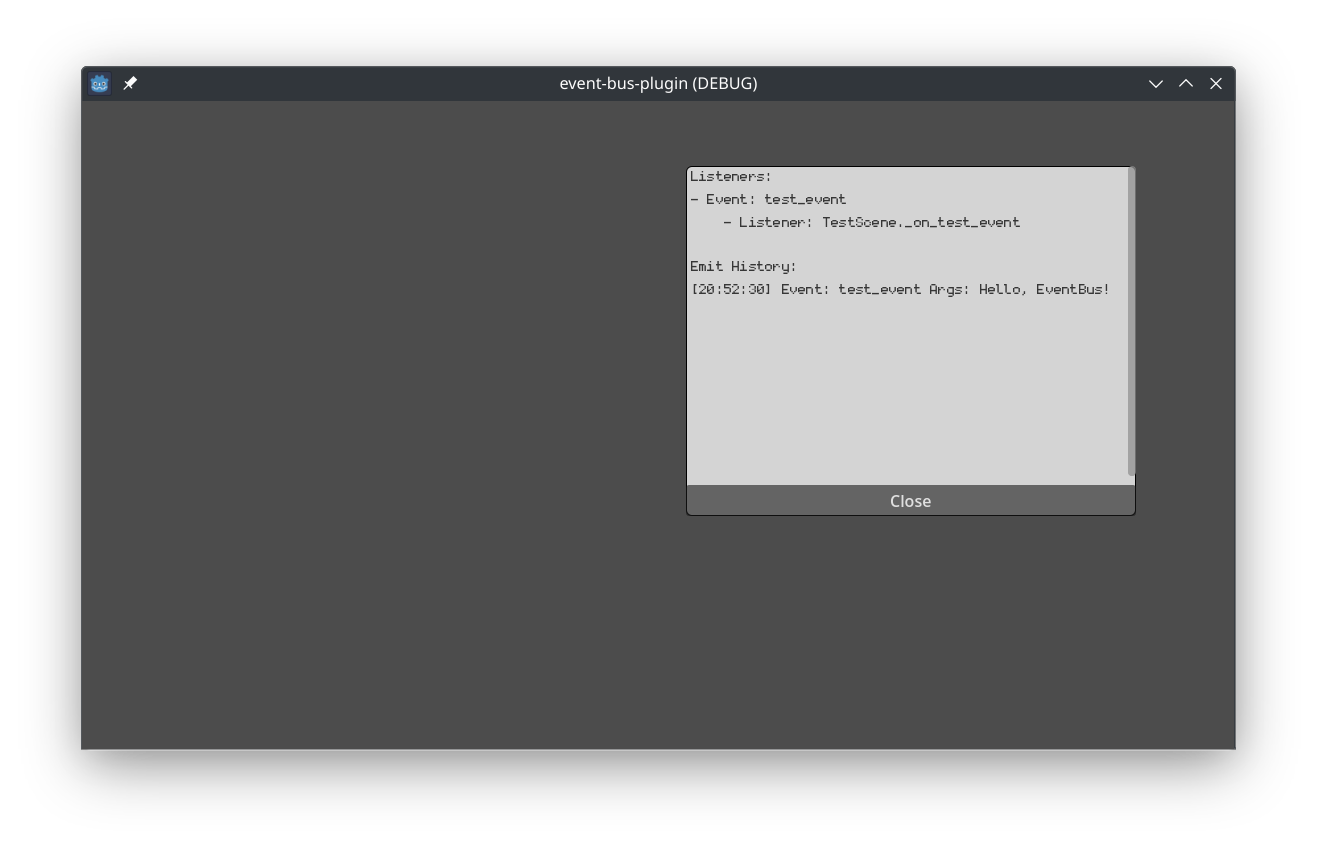 event-bus-plugin (DEBUG)
Listeners:
- Event: test_event
- Listener: TestScene._on_test_event
Emit History:
[20:52:30] Event: test_event Args: Hello, EventBus!
Close